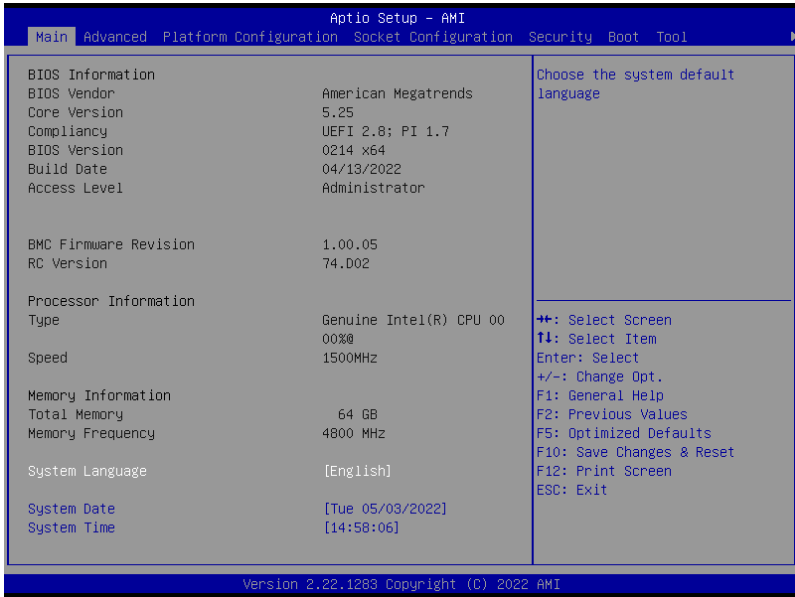 Aptio Setup - AMI
Main Advanced Platform Configuration Socket Configuration Security Boot Tool
BIOS Information
BIOS Vendor American Megatrends
Core Version 5.25
Compliancy UEFI 2.8; PI 1.7
BIOS Version 0214 x64
Build Date 04/13/2022
Access Level Administrator
BMC Firmware Revision 1.00.05
RC Version 74.D02
Processor Information
Type Genuine Intel(R) CPU 00
00%@
Speed 1500MHz
Memory Information
Total Memory 64 GB
Memory Frequency 4800 MHz
System Language [English]
System Date [Tue 05/03/2022]
System Time [14:58:06]
Choose the system default
language
→←: Select Screen
↑↓: Select Item
Enter: Select
+/-: Change Opt.
F1: General Help
F2: Previous Values
F5: Optimized Defaults
F10: Save Changes & Reset
F12: Print Screen
ESC: Exit
Version 2.22.1283 Copyright (C) 2022 AMI